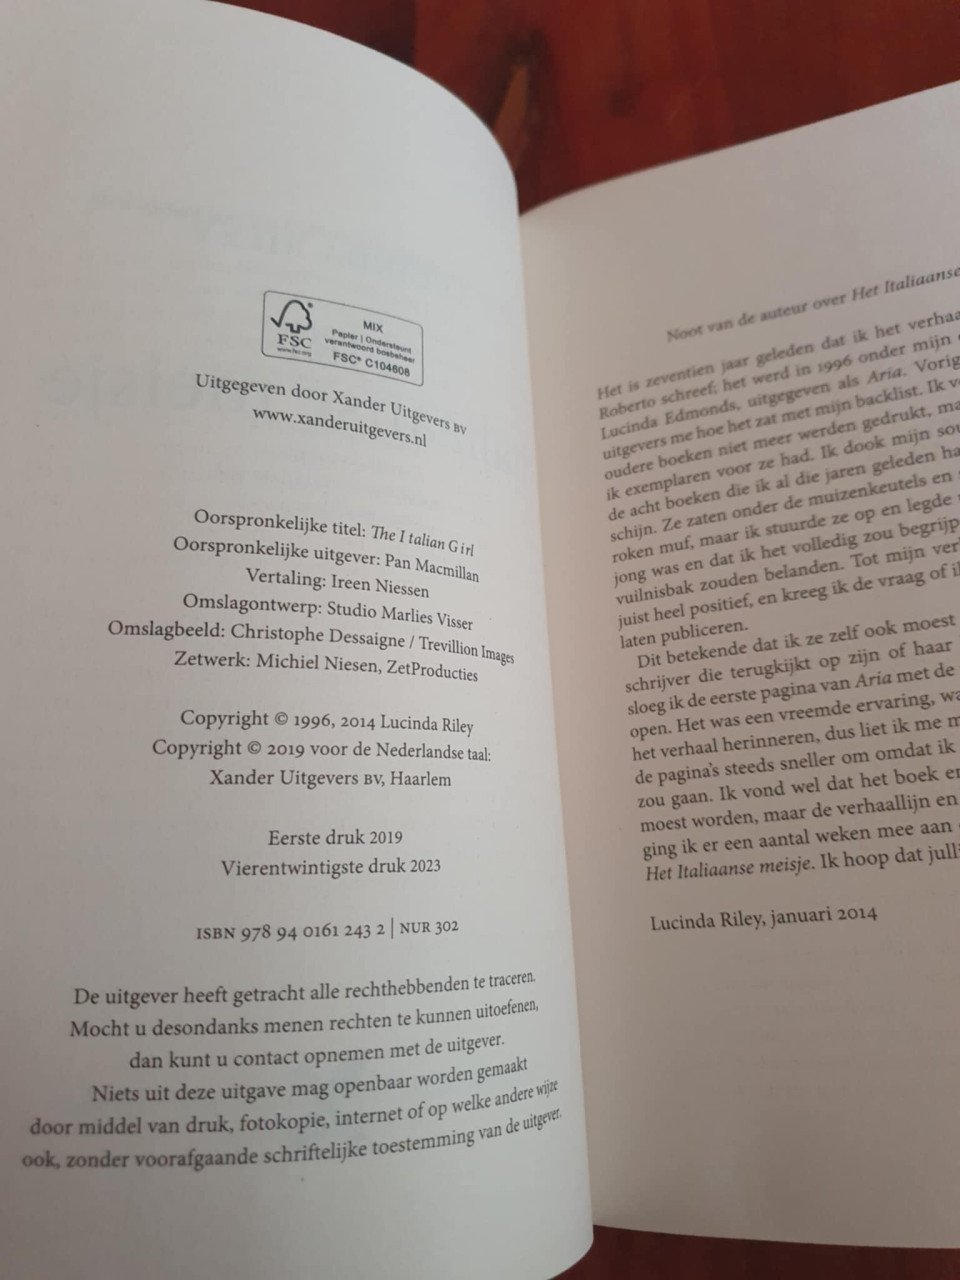 FSC
www.fsc.org
MIX
Papier | Ondersteunt
verantwoord bosbeheer
FSC® C104608
Uitgegeven door Xander Uitgevers BV
www.xanderuitgevers.nl
Oorspronkelijke titel: The Italian Girl
Oorspronkelijke uitgever: Pan Macmillan
Vertaling: Ireen Niessen
Omslagontwerp: Studio Marlies Visser
Omslagbeeld: Christophe Dessaigne / Trevillion Images
Zetwerk: Michiel Niesen, ZetProducties
Copyright © 1996, 2014 Lucinda Riley
Copyright © 2019 voor de Nederlandse taal:
Xander Uitgevers BV, Haarlem
Eerste druk 2019
Vierentwintigste druk 2023
ISBN 978 94 0161 243 2 | NUR 302
De uitgever heeft getracht alle rechthebbenden te traceren.
Mocht u desondanks menen rechten te kunnen uitoefenen,
dan kunt u contact opnemen met de uitgever.
Niets uit deze uitgave mag openbaar worden gemaakt
door middel van druk, fotokopie, internet of op welke andere wijze
ook, zonder voorafgaande schriftelijke toestemming van de uitgever.
Noot van de auteur over Het Italiaanse
Het is zeventien jaar geleden dat ik het
Roberto schreef; het werd in 1996 onder mijn
Lucinda Edmonds, uitgegeven als Aria.
uitgevers me hoe het zat met mijn backlist. Ik
oudere boeken niet meer werden gedrukt,
ik exemplaren voor ze had. Ik dook mijn
de acht boeken die ik al die jaren geleden
schijn. Ze zaten onder de muizenkeutels en
roken muf, maar ik stuurde ze op en legde
jong was en dat ik het volledig zou
vuilnisbak zouden belanden. Tot mijn
juist heel positief, en kreeg ik de vraag of
laten publiceren.
Dit betekende dat ik ze zelf ook moest
schrijver die terugkijkt op zijn of haar
sloeg ik de eerste pagina van Aria met de
open. Het was een vreemde ervaring,
het verhaal herinneren, dus liet ik me
de pagina's steeds sneller om omdat ik
zou gaan. Ik vond wel dat het boek
moest worden, maar de verhaallijn en
ging ik er een aantal weken mee aan
Het Italiaanse meisje. Ik hoop dat
Lucinda Riley, januari 2014